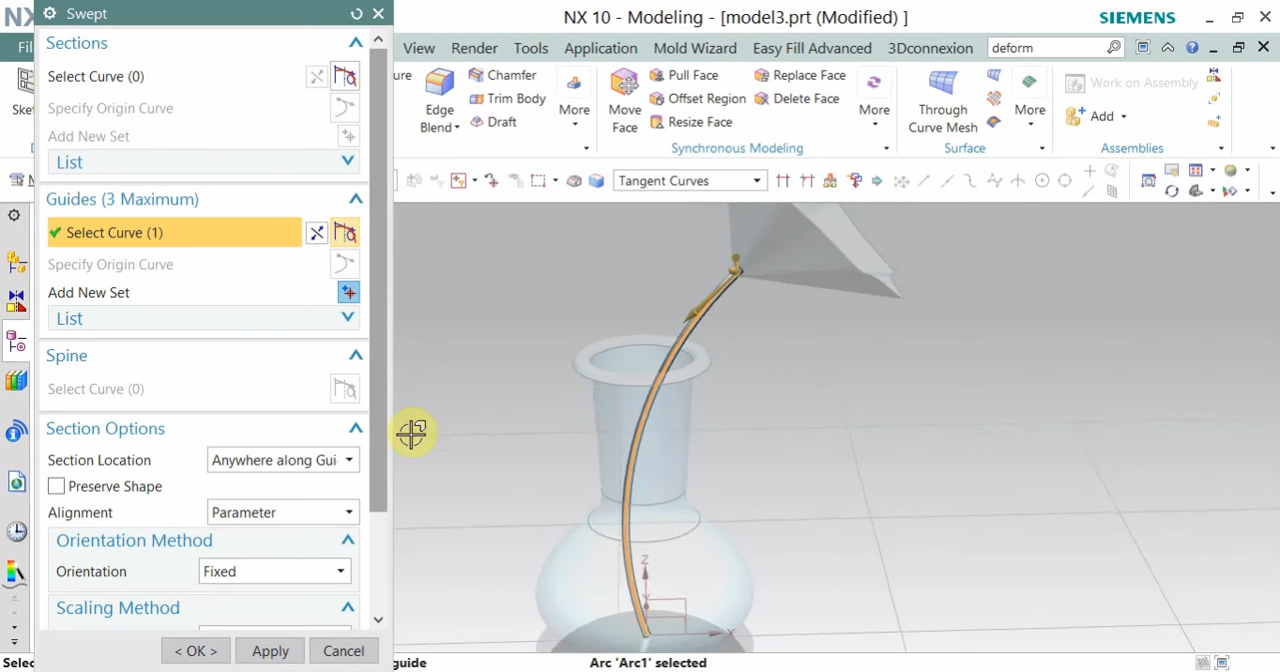 NX
Swept
NX 10 - Modeling - [model3.prt (Modified) ]
SIEMENS
Fil
View Render Tools Application Mold Wizard Easy Fill Advanced 3Dconnexion
deform
Sections
Select Curve (0)
Specify Origin Curve
Add New Set
List
Guides (3 Maximum)
Select Curve (1)
Specify Origin Curve
Add New Set
List
Spine
Select Curve (0)
Section Options
Section Location Anywhere along Gui
Preserve Shape
Alignment Parameter
Orientation Method
Orientation Fixed
Scaling Method
< OK > Apply Cancel
Sket
ure
Edge
Blend
Chamfer
Trim Body
Draft
More
Move
Face
Pull Face
Offset Region
Resize Face
Replace Face
Delete Face
More
Synchronous Modeling
Through
Curve Mesh
More
Surface
Work on Assembly
Add
Assemblies
M
Tangent Curves
Z
Y
X
Selec
guide
Arc 'Arc1' selected